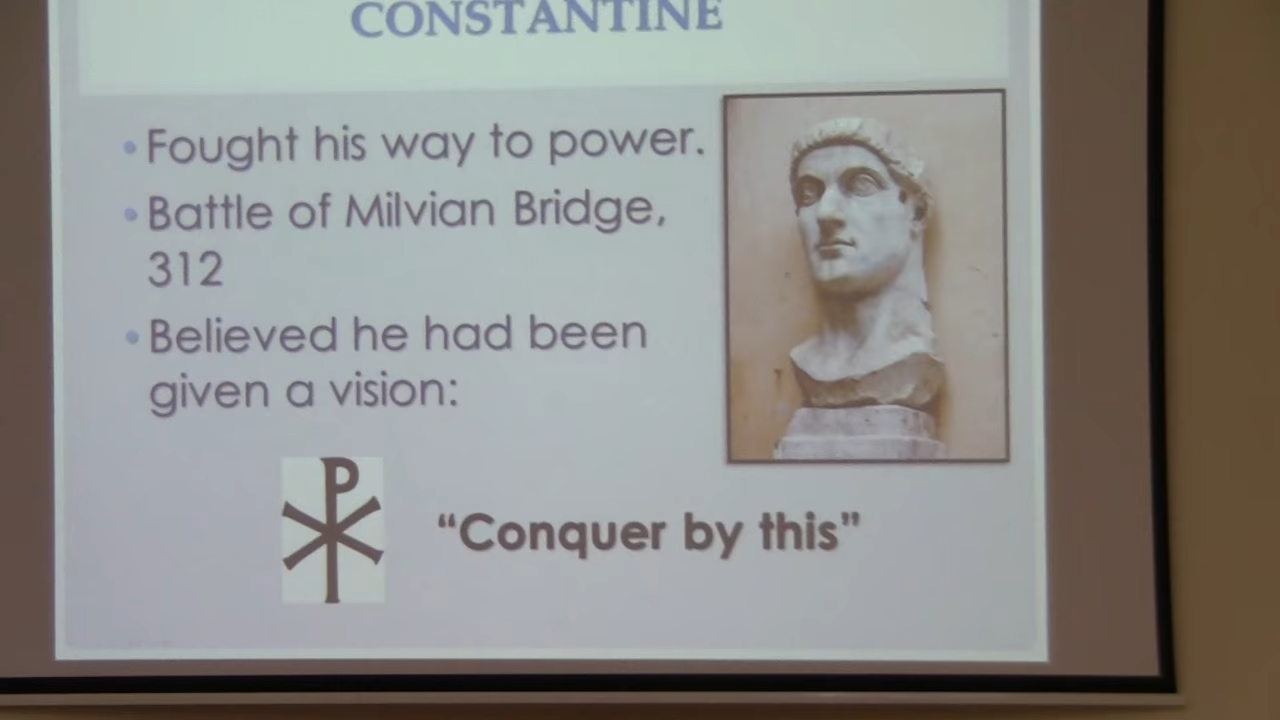 CONSTANTINE
Fought his way to power.
Battle of Milvian Bridge,
312
Believed he had been
given a vision:
“Conquer by this”